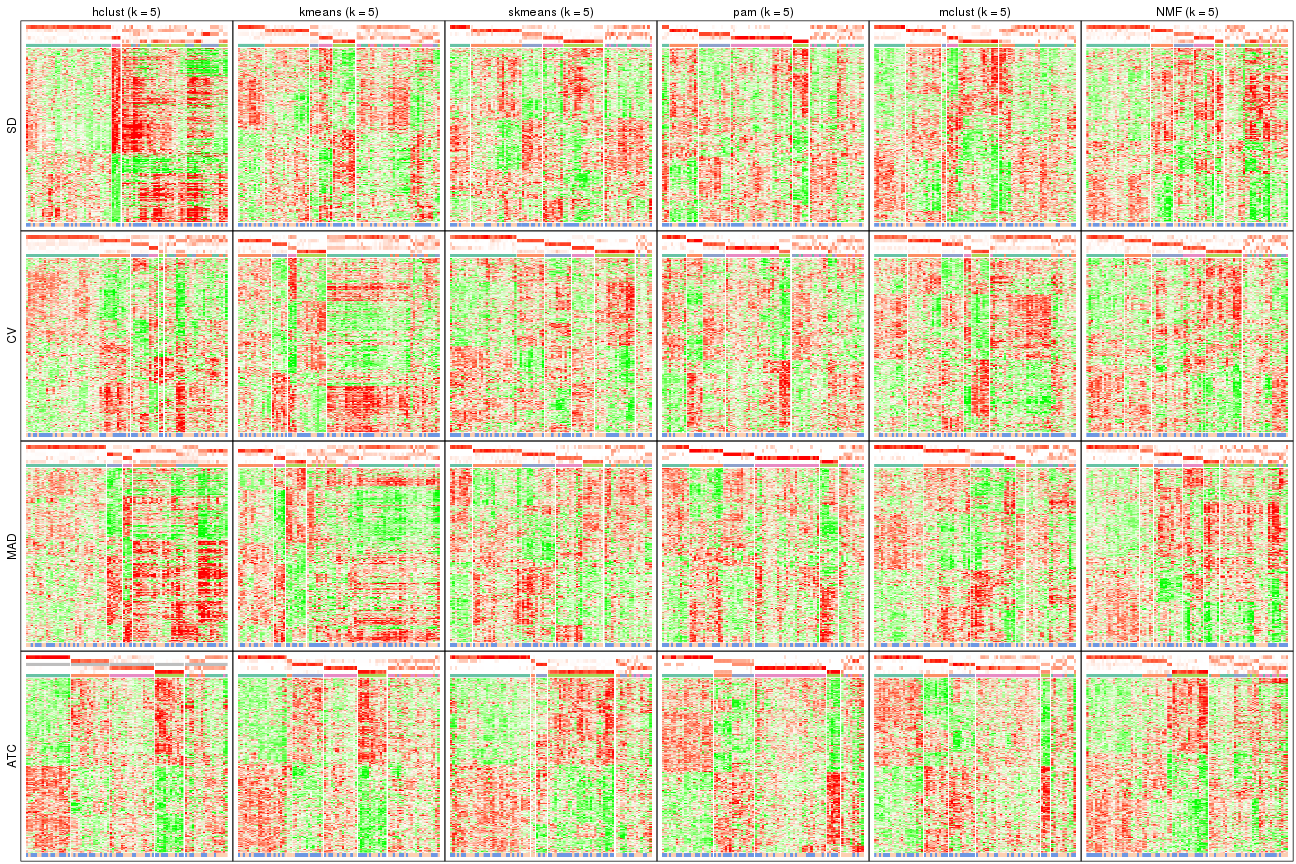 hclust (k = 5) kmeans (k = 5) skmeans (k = 5) pam (k = 5) mclust (k = 5) NMF (k = 5)
SD
CV
MAD
ATC